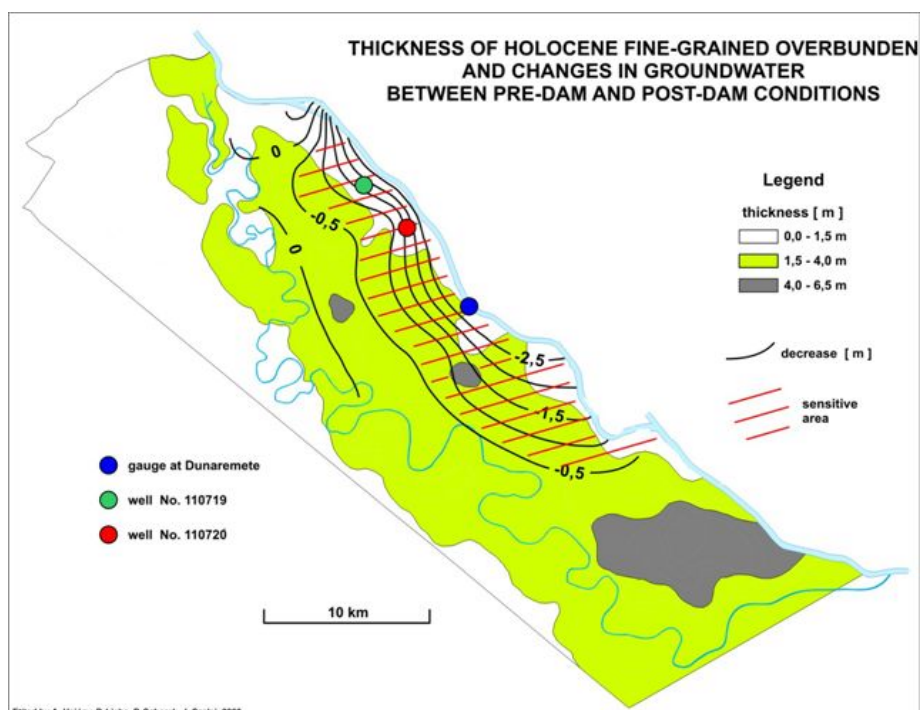 THICKNESS OF HOLOCENE FINE-GRAINED OVERBUNDEN
AND CHANGES IN GROUNDWATER
BETWEEN PRE-DAM AND POST-DAM CONDITIONS
Legend
thickness [ m ]
0,0 - 1,5 m
1,5 - 4,0 m
4,0 - 6,5 m
decrease [ m ]
sensitive
area
0
-0,5
0
-2,5
-1,5
-0,5
gauge at Dunaremete
well No. 110719
well No. 110720
10 km